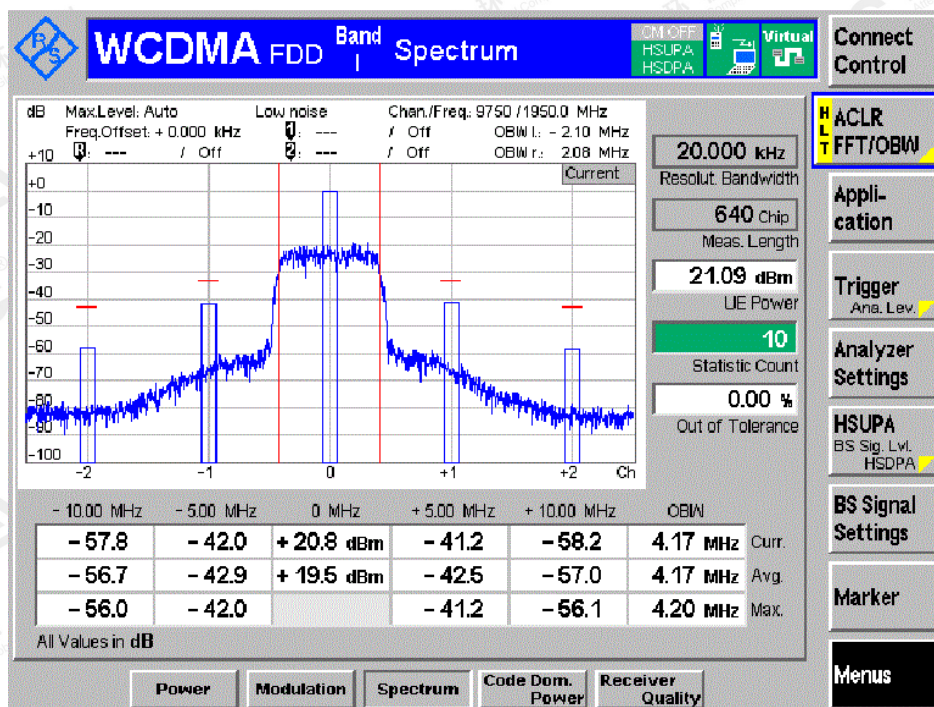 R S
WCDMA FDD Band I Spectrum
CM OFF
HSUPA
HSDPA
Virtual
Connect Control
dB Max.Level: Auto Low noise Chan./Freq.: 9750 / 1950.0 MHz
Freq.Offset: + 0.000 kHz 1: --- / Off OBW l.: - 2.10 MHz
R: --- / Off 2: --- / Off OBW r.: 2.08 MHz
Current
+10
+0
-10
-20
-30
-40
-50
-60
-70
-80
-90
-100
-2 -1 0 +1 +2 Ch
20.000 kHz
Resolut. Bandwidth
640 Chip
Meas. Length
21.09 dBm
UE Power
10
Statistic Count
0.00 %
Out of Tolerance
- 10.00 MHz - 5.00 MHz 0 MHz + 5.00 MHz + 10.00 MHz OBW
- 57.8 - 42.0 + 20.8 dBm - 41.2 - 58.2 4.17 MHz Curr.
- 56.7 - 42.9 + 19.5 dBm - 42.5 - 57.0 4.17 MHz Avg.
- 56.0 - 42.0 - 41.2 - 56.1 4.20 MHz Max.
All Values in dB
HLT
ACLR
FFT/OBW
Appli-
cation
Trigger
Ana. Lev.
Analyzer
Settings
HSUPA
BS Sig. Lvl.
HSDPA
BS Signal
Settings
Marker
Menus
Power
Modulation
Spectrum
Code Dom.
Power
Receiver
Quality